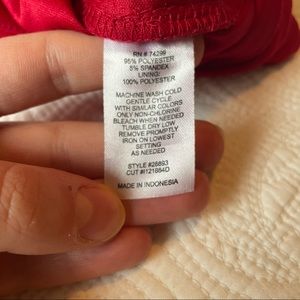 RN # 74299
95% POLYESTER
5% SPANDEX
LINING:
100% POLYESTER
MACHINE WASH COLD
GENTLE CYCLE
WITH SIMILAR COLORS
ONLY NON-CHLORINE
BLEACH WHEN NEEDED
TUMBLE DRY LOW
REMOVE PROMPTLY
IRON ON LOWEST
SETTING
AS NEEDED
STYLE #26893
CUT #I121884D
MADE IN INDONESIA